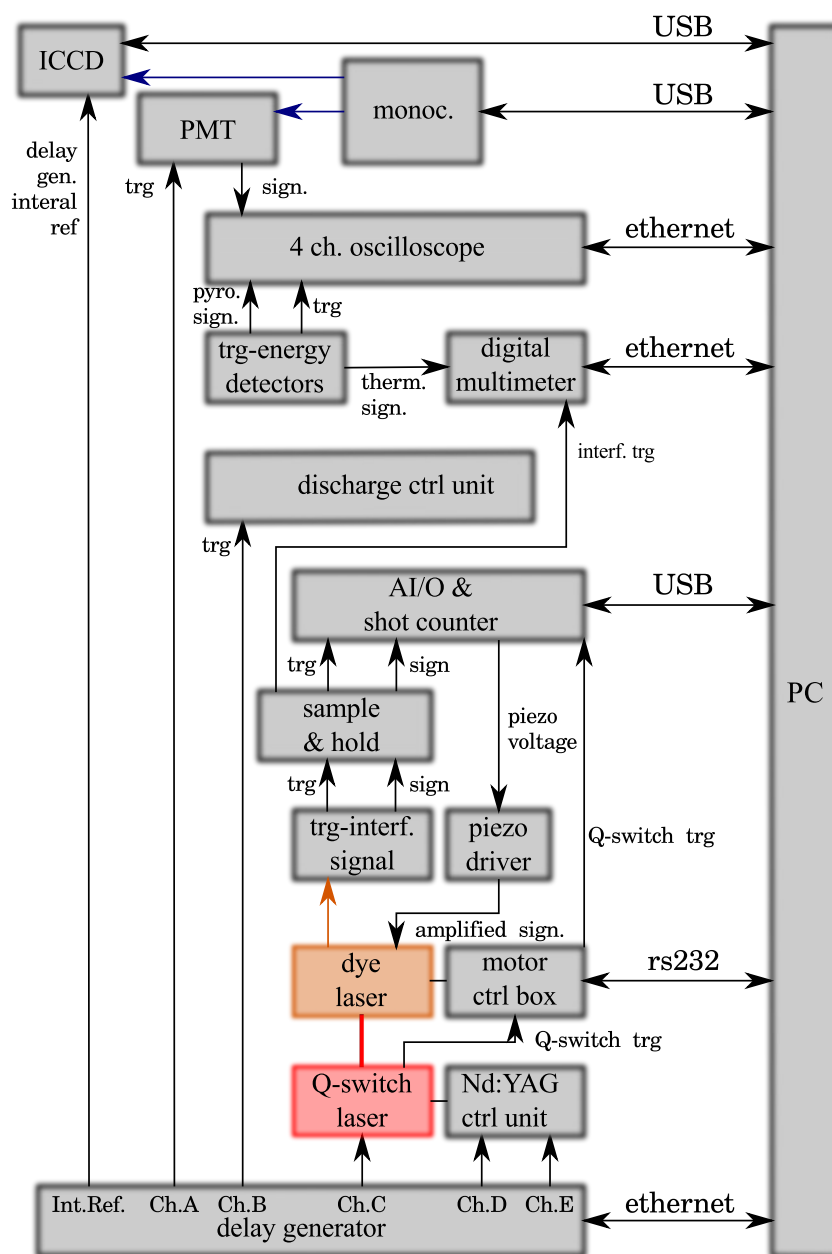 USB
ICCD
USB
monoc.
PMT
delay
gen.
interal
ref
trg
sign.
ethernet
4 ch. oscilloscope
pyro.
sign.
trg
trg-energy
detectors
therm.
sign.
digital
multimeter
ethernet
interf. trg
discharge ctrl unit
trg
AI/O &
shot counter
USB
trg
sign
sample
& hold
piezo
voltage
PC
trg
sign
trg-interf.
signal
piezo
driver
Q-switch trg
amplified sign.
dye
laser
motor
ctrl box
rs232
Q-switch trg
Q-switch
laser
Nd:YAG
ctrl unit
Int.Ref.
Ch.A
Ch.B
Ch.C
Ch.D
Ch.E
ethernet
delay generator